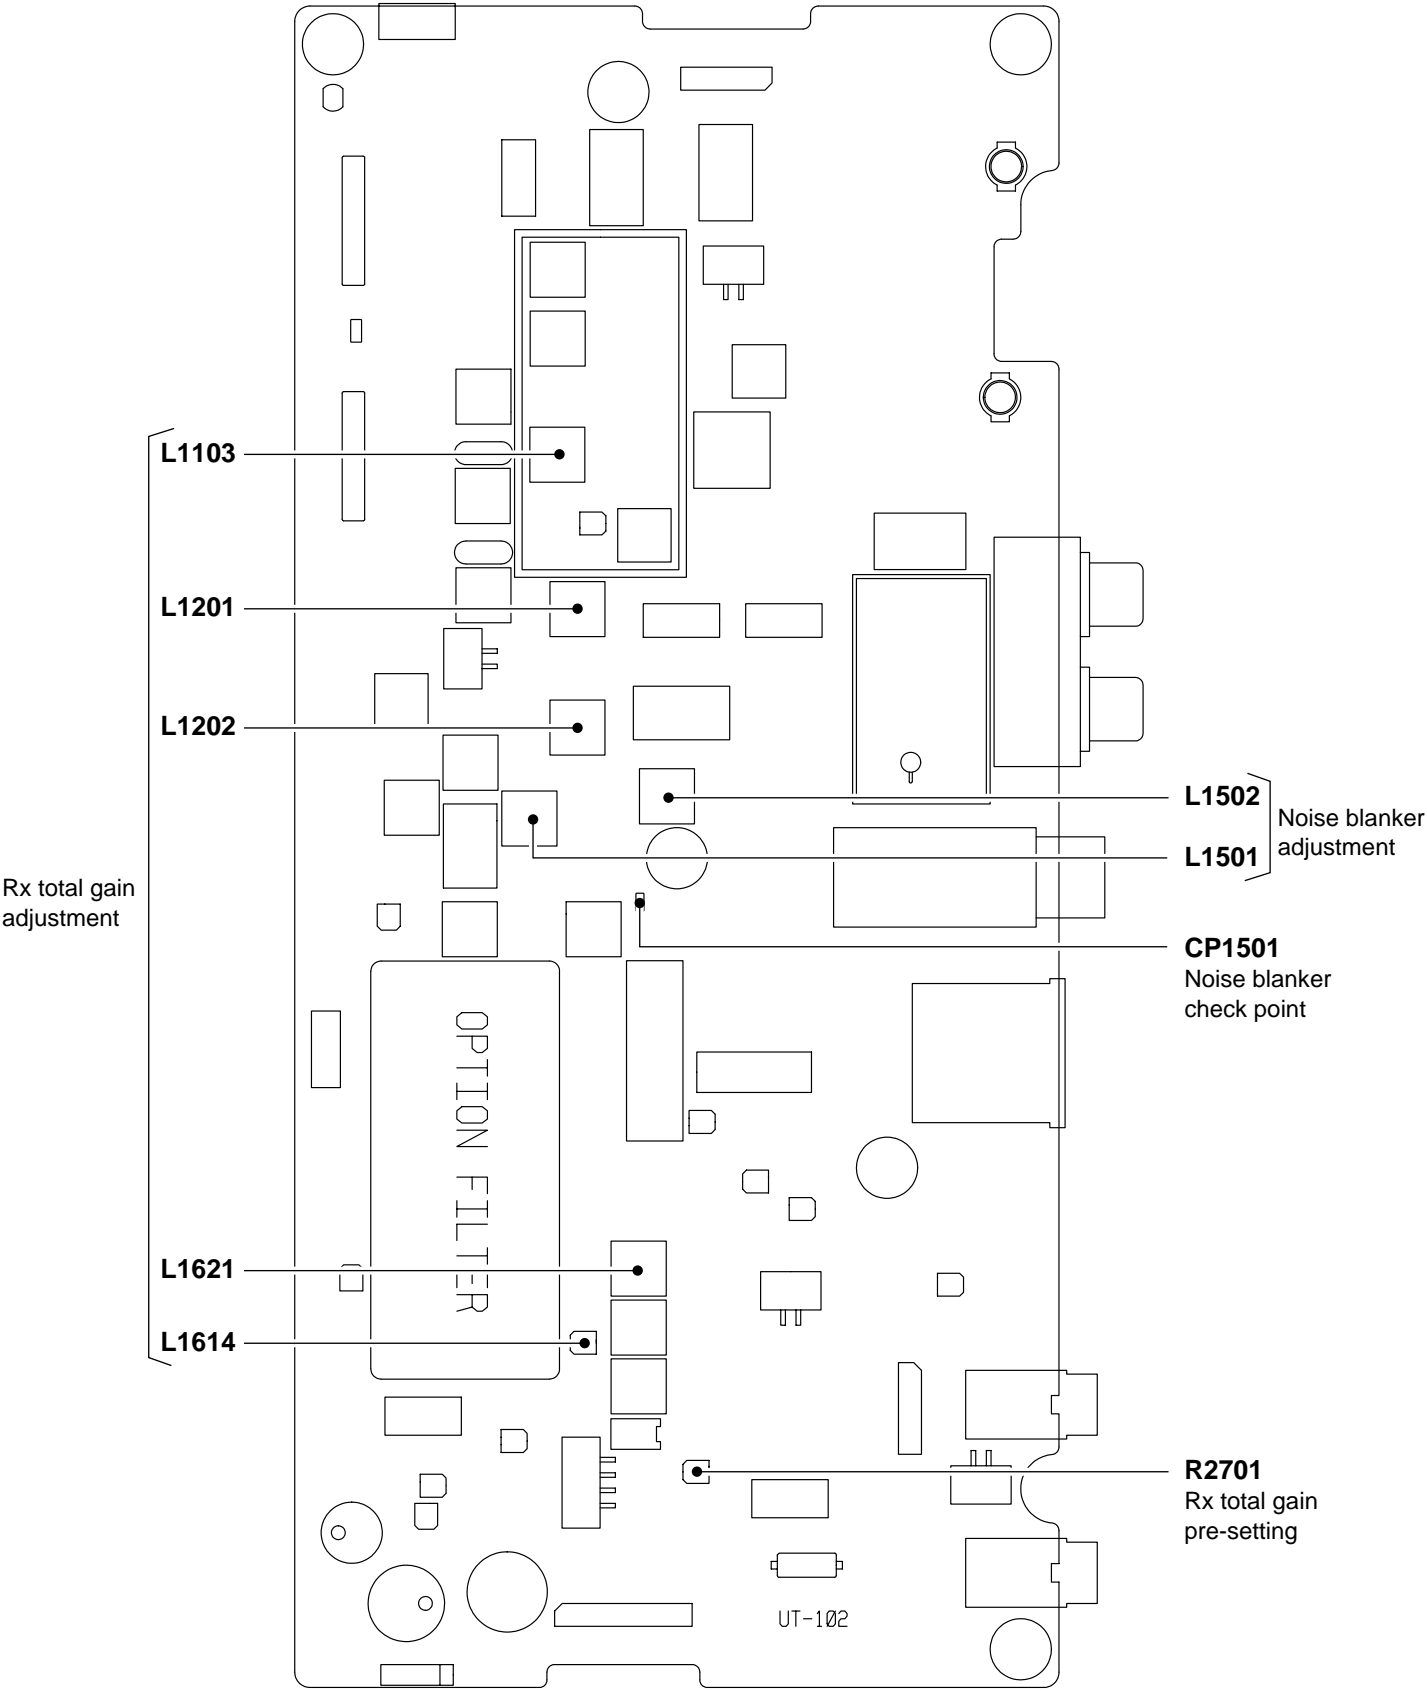 L1103
L1201
L1202
Rx total gain
adjustment
L1621
L1614
L1502
L1501
Noise blanker
adjustment
CP1501
Noise blanker
check point
OPTION FILTER
R2701
Rx total gain
pre-setting
UT-102